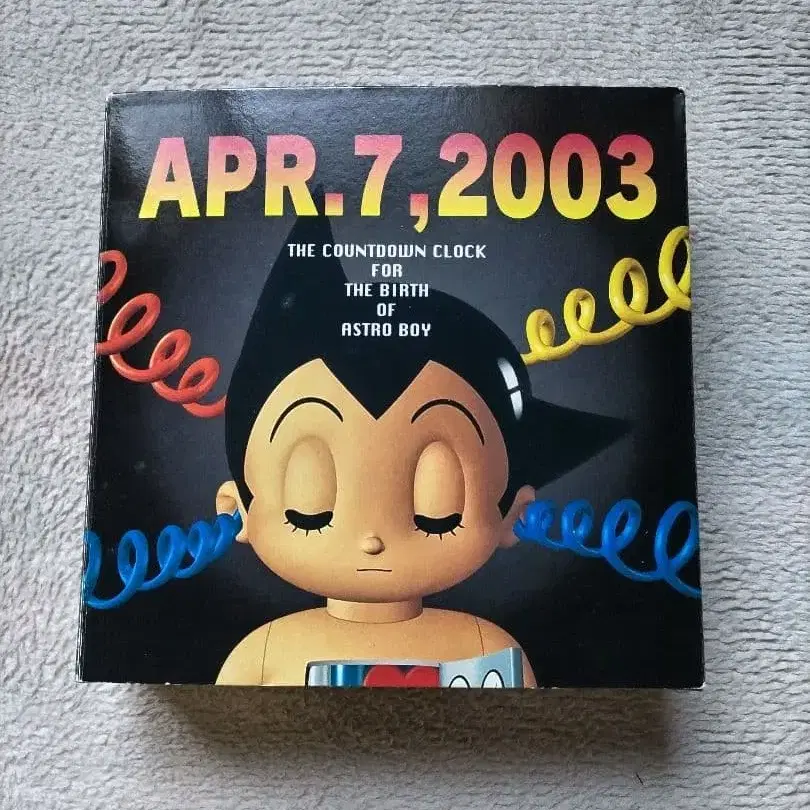 APR.7,2003
THE COUNTDOWN CLOCK
FOR
THE BIRTH
OF
ASTRO BOY